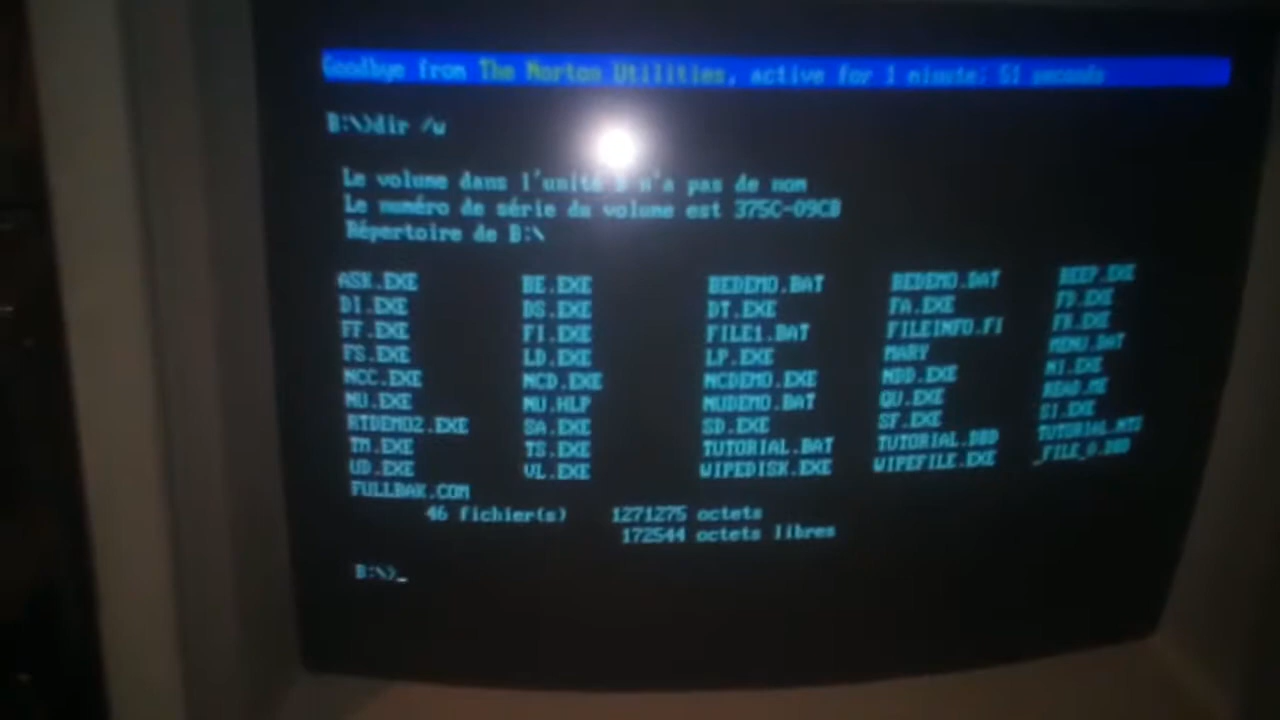 Goodbye from The Norton Utilities, active for 1 minute; 51 seconds
B:\>dir /w
Le volume dans l'unité B n'a pas de nom
Le numéro de série du volume est 375C-09CB
Répertoire de B:\
ASK.EXE BE.EXE BEDEMO.BAT BEDEMO.DAT BEEP.EXE
DI.EXE DS.EXE DT.EXE FA.EXE FD.EXE
FF.EXE FI.EXE FILE1.BAT FILEINFO.FI FR.EXE
FS.EXE LD.EXE LP.EXE MARY MENU.DAT
NCC.EXE NCD.EXE NCDEMO.EXE NDD.EXE NI.EXE
NU.EXE NU.HLP NUDEMO.BAT QU.EXE READ.ME
RTDEMO2.EXE SA.EXE SD.EXE SF.EXE SI.EXE
TM.EXE TS.EXE TUTORIAL.BAT TUTORIAL.DBD
UD.EXE VL.EXE WIPEDISK.EXE WIPEFILE.EXE _FILE_0.DBD
FULLBAK.COM
46 fichier(s) 1271275 octets
172544 octets libres
B:\>_